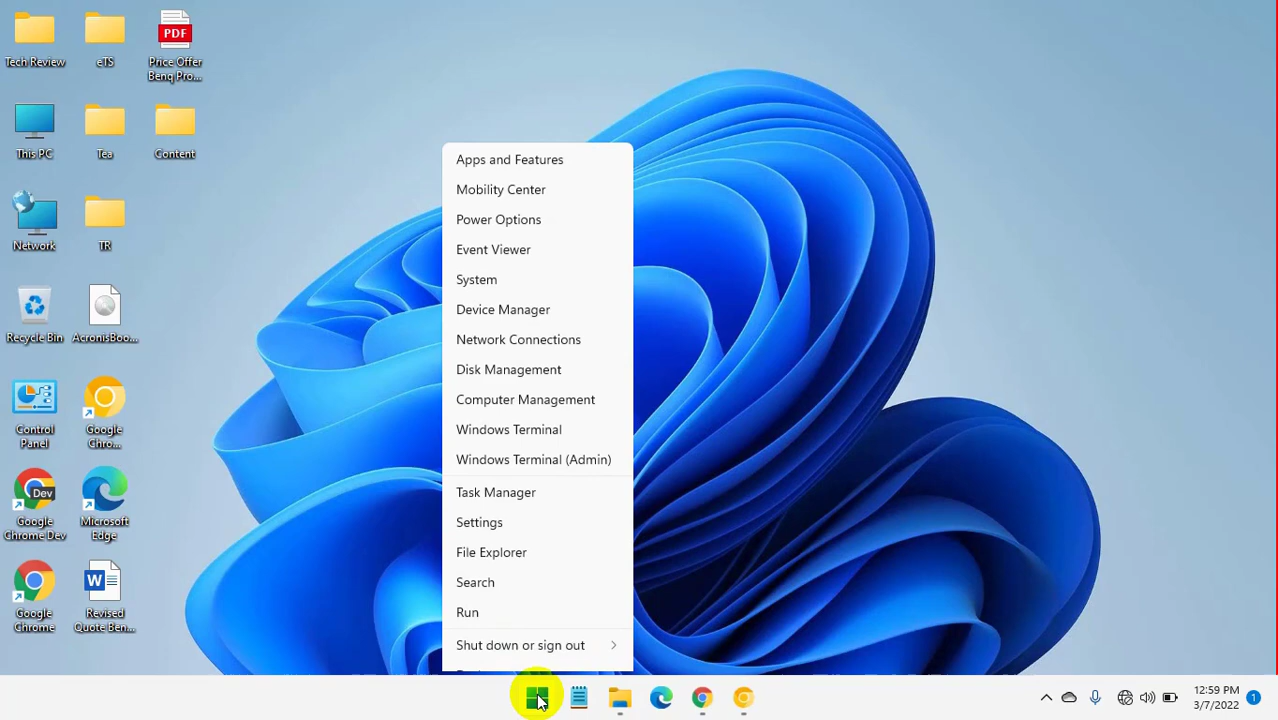 Tech Review
eTS
PDF
Price Offer
Benq Pro...
This PC
Tea
Content
Network
TR
Recycle Bin
AcronisBoo...
Control
Panel
Google
Chro...
Dev
Google
Chrome Dev
Microsoft
Edge
Google
Chrome
W
Revised
Quote Ben...
Apps and Features
Mobility Center
Power Options
Event Viewer
System
Device Manager
Network Connections
Disk Management
Computer Management
Windows Terminal
Windows Terminal (Admin)
Task Manager
Settings
File Explorer
Search
Run
Shut down or sign out
12:59 PM
3/7/2022
1